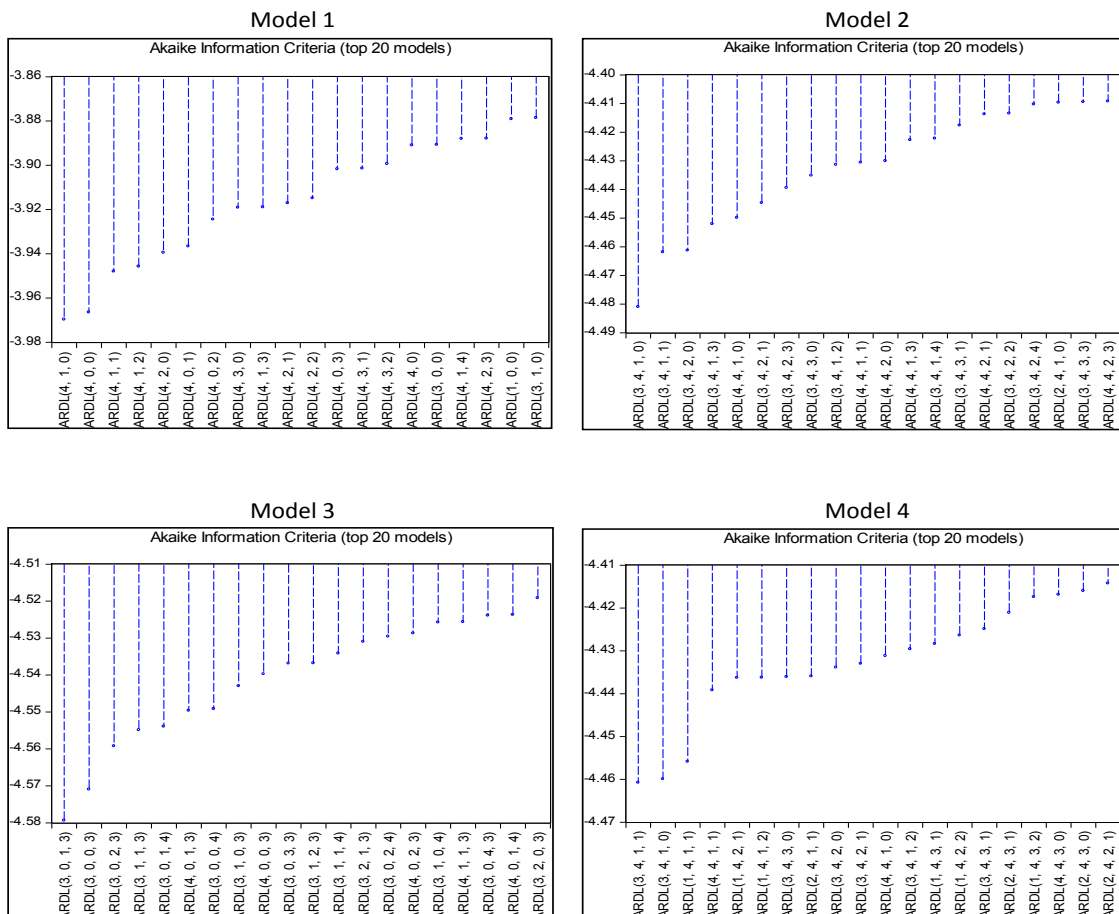 Model 1
Akaike Information Criteria (top 20 models)
-3.86
-3.88
-3.90
-3.92
-3.94
-3.96
-3.98
ARDL(4, 1, 0)
ARDL(4, 0, 0)
ARDL(4, 1, 1)
ARDL(4, 1, 2)
ARDL(4, 2, 0)
ARDL(4, 0, 1)
ARDL(4, 0, 2)
ARDL(4, 3, 0)
ARDL(4, 1, 3)
ARDL(4, 2, 1)
ARDL(4, 2, 2)
ARDL(4, 0, 3)
ARDL(4, 3, 1)
ARDL(4, 3, 2)
ARDL(4, 4, 0)
ARDL(3, 0, 0)
ARDL(4, 1, 4)
ARDL(4, 2, 3)
ARDL(1, 0, 0)
ARDL(3, 1, 0)
Model 2
Akaike Information Criteria (top 20 models)
-4.40
-4.41
-4.42
-4.43
-4.44
-4.45
-4.46
-4.47
-4.48
-4.49
ARDL(3, 4, 1, 0)
ARDL(3, 4, 1, 1)
ARDL(3, 4, 2, 0)
ARDL(3, 4, 1, 3)
ARDL(4, 4, 1, 0)
ARDL(3, 4, 1, 2)
ARDL(3, 4, 2, 3)
ARDL(3, 4, 3, 0)
ARDL(3, 4, 1, 2)
ARDL(4, 4, 1, 1)
ARDL(4, 4, 2, 0)
ARDL(4, 4, 1, 3)
ARDL(3, 4, 1, 4)
ARDL(3, 4, 3, 1)
ARDL(4, 4, 2, 1)
ARDL(3, 4, 2, 2)
ARDL(3, 4, 2, 4)
ARDL(2, 4, 1, 0)
ARDL(3, 4, 3, 3)
ARDL(4, 4, 2, 3)
Model 3
Akaike Information Criteria (top 20 models)
-4.51
-4.52
-4.53
-4.54
-4.55
-4.56
-4.57
-4.58
ARDL(3, 0, 1, 3)
ARDL(3, 0, 0, 3)
ARDL(3, 0, 2, 3)
ARDL(3, 1, 1, 3)
ARDL(3, 0, 1, 4)
ARDL(4, 0, 1, 3)
ARDL(3, 0, 0, 4)
ARDL(3, 1, 0, 3)
ARDL(4, 0, 0, 3)
ARDL(3, 0, 3, 3)
ARDL(3, 1, 2, 3)
ARDL(3, 1, 1, 4)
ARDL(3, 2, 1, 3)
ARDL(3, 0, 2, 4)
ARDL(4, 0, 2, 3)
ARDL(3, 1, 0, 4)
ARDL(4, 1, 1, 3)
ARDL(3, 0, 4, 3)
ARDL(4, 0, 1, 4)
ARDL(3, 2, 0, 3)
Model 4
Akaike Information Criteria (top 20 models)
-4.41
-4.42
-4.43
-4.44
-4.45
-4.46
-4.47
ARDL(3, 4, 1, 1)
ARDL(3, 4, 1, 0)
ARDL(1, 4, 1, 1)
ARDL(4, 4, 1, 1)
ARDL(1, 4, 2, 1)
ARDL(3, 4, 1, 2)
ARDL(3, 4, 3, 0)
ARDL(2, 4, 1, 1)
ARDL(3, 4, 2, 0)
ARDL(3, 4, 2, 1)
ARDL(4, 4, 1, 0)
ARDL(1, 4, 1, 2)
ARDL(1, 4, 3, 1)
ARDL(1, 4, 2, 2)
ARDL(3, 4, 3, 1)
ARDL(2, 4, 3, 1)
ARDL(1, 4, 3, 2)
ARDL(4, 4, 2, 0)
ARDL(4, 4, 3, 0)
ARDL(2, 4, 2, 1)